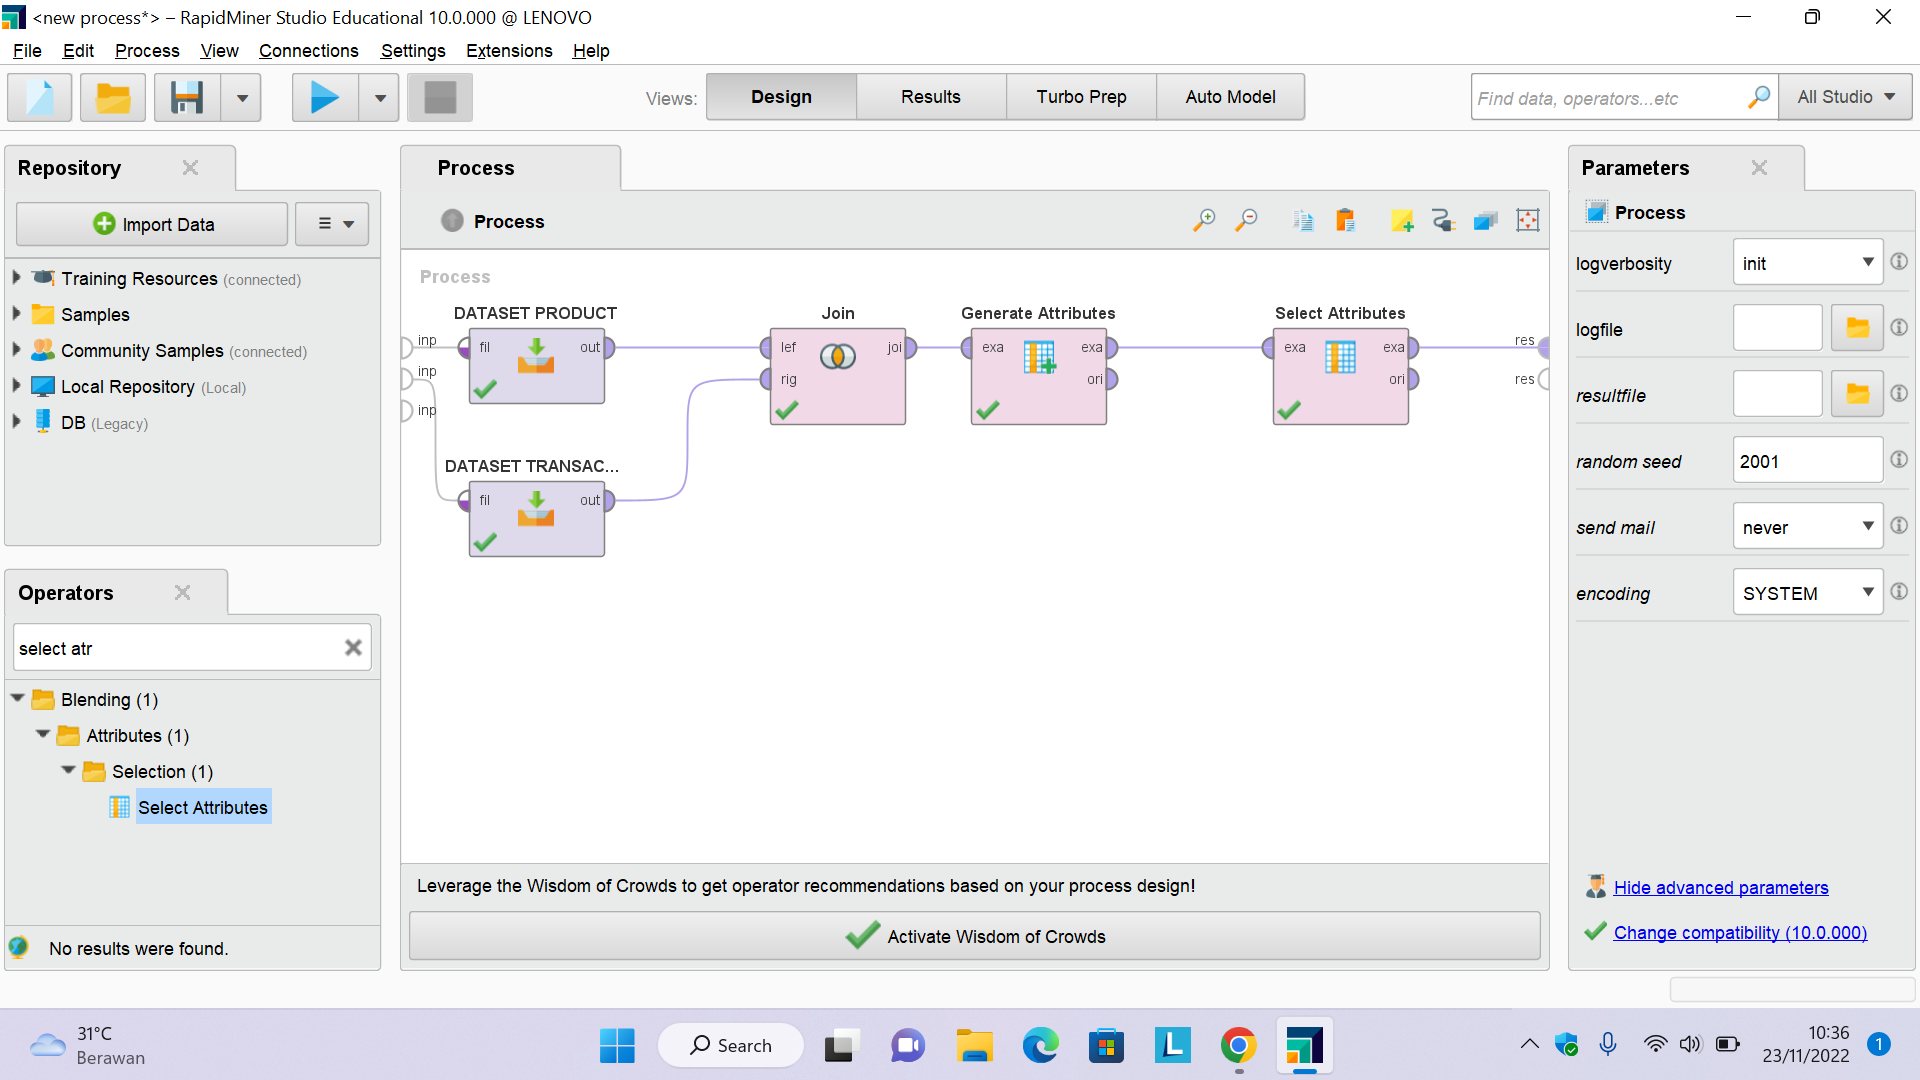 <new process*> – RapidMiner Studio Educational 10.0.000 @ LENOVO
File Edit Process View Connections Settings Extensions Help
Views: Design Results Turbo Prep Auto Model
Find data, operators...etc
All Studio
Repository
Import Data
Training Resources (connected)
Samples
Community Samples (connected)
Local Repository (Local)
DB (Legacy)
Operators
select atr
Blending (1)
Attributes (1)
Selection (1)
Select Attributes
No results were found.
Process
Process
Process
inp
inp
inp
DATASET PRODUCT
fil out
DATASET TRANSAC...
fil out
Join
lef joi
rig
Generate Attributes
exa exa
ori
Select Attributes
exa exa
ori
res
res
Leverage the Wisdom of Crowds to get operator recommendations based on your process design!
Activate Wisdom of Crowds
Parameters
Process
logverbosity init
logfile
resultfile
random seed 2001
send mail never
encoding SYSTEM
Hide advanced parameters
Change compatibility (10.0.000)
31°C
Berawan
Search
L
10:36
23/11/2022
1